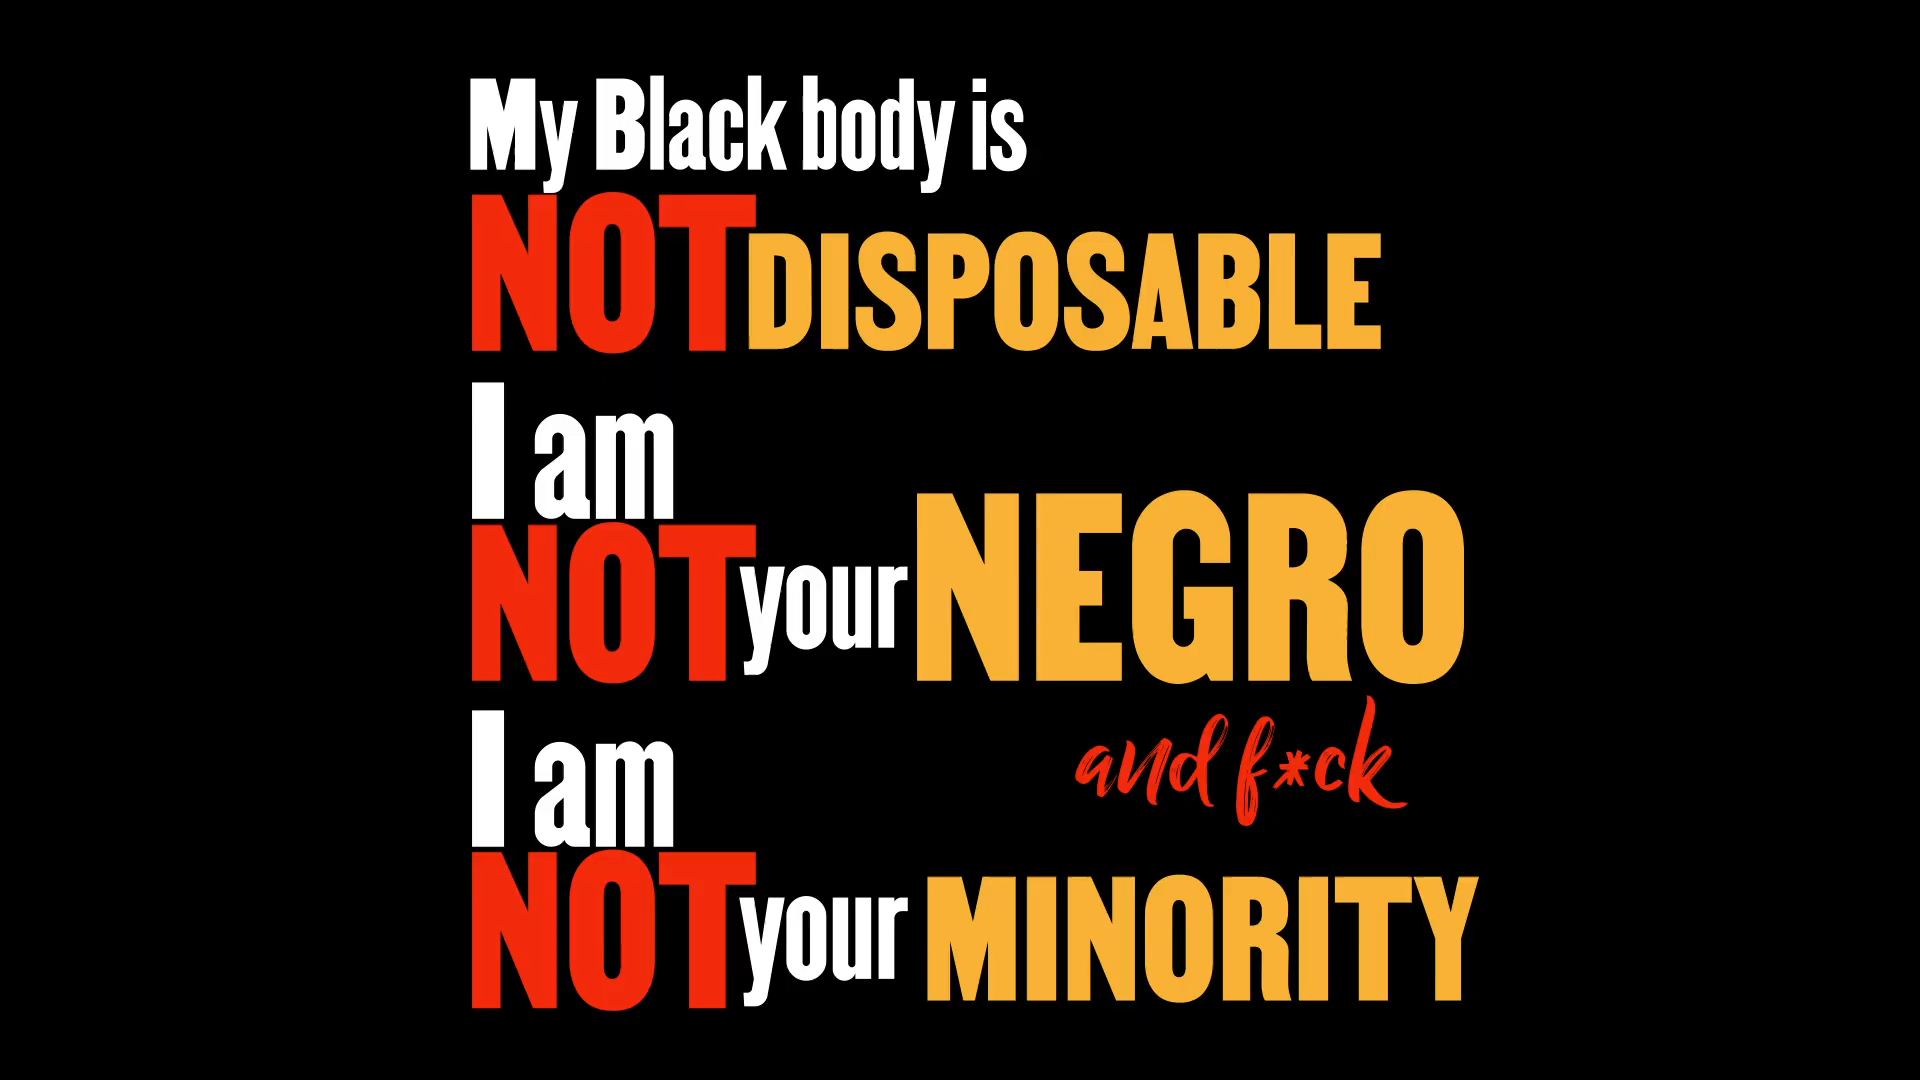 My Black body is
NOT DISPOSABLE
I am
NOT your NEGRO
and f*ck
I am
NOT your MINORITY